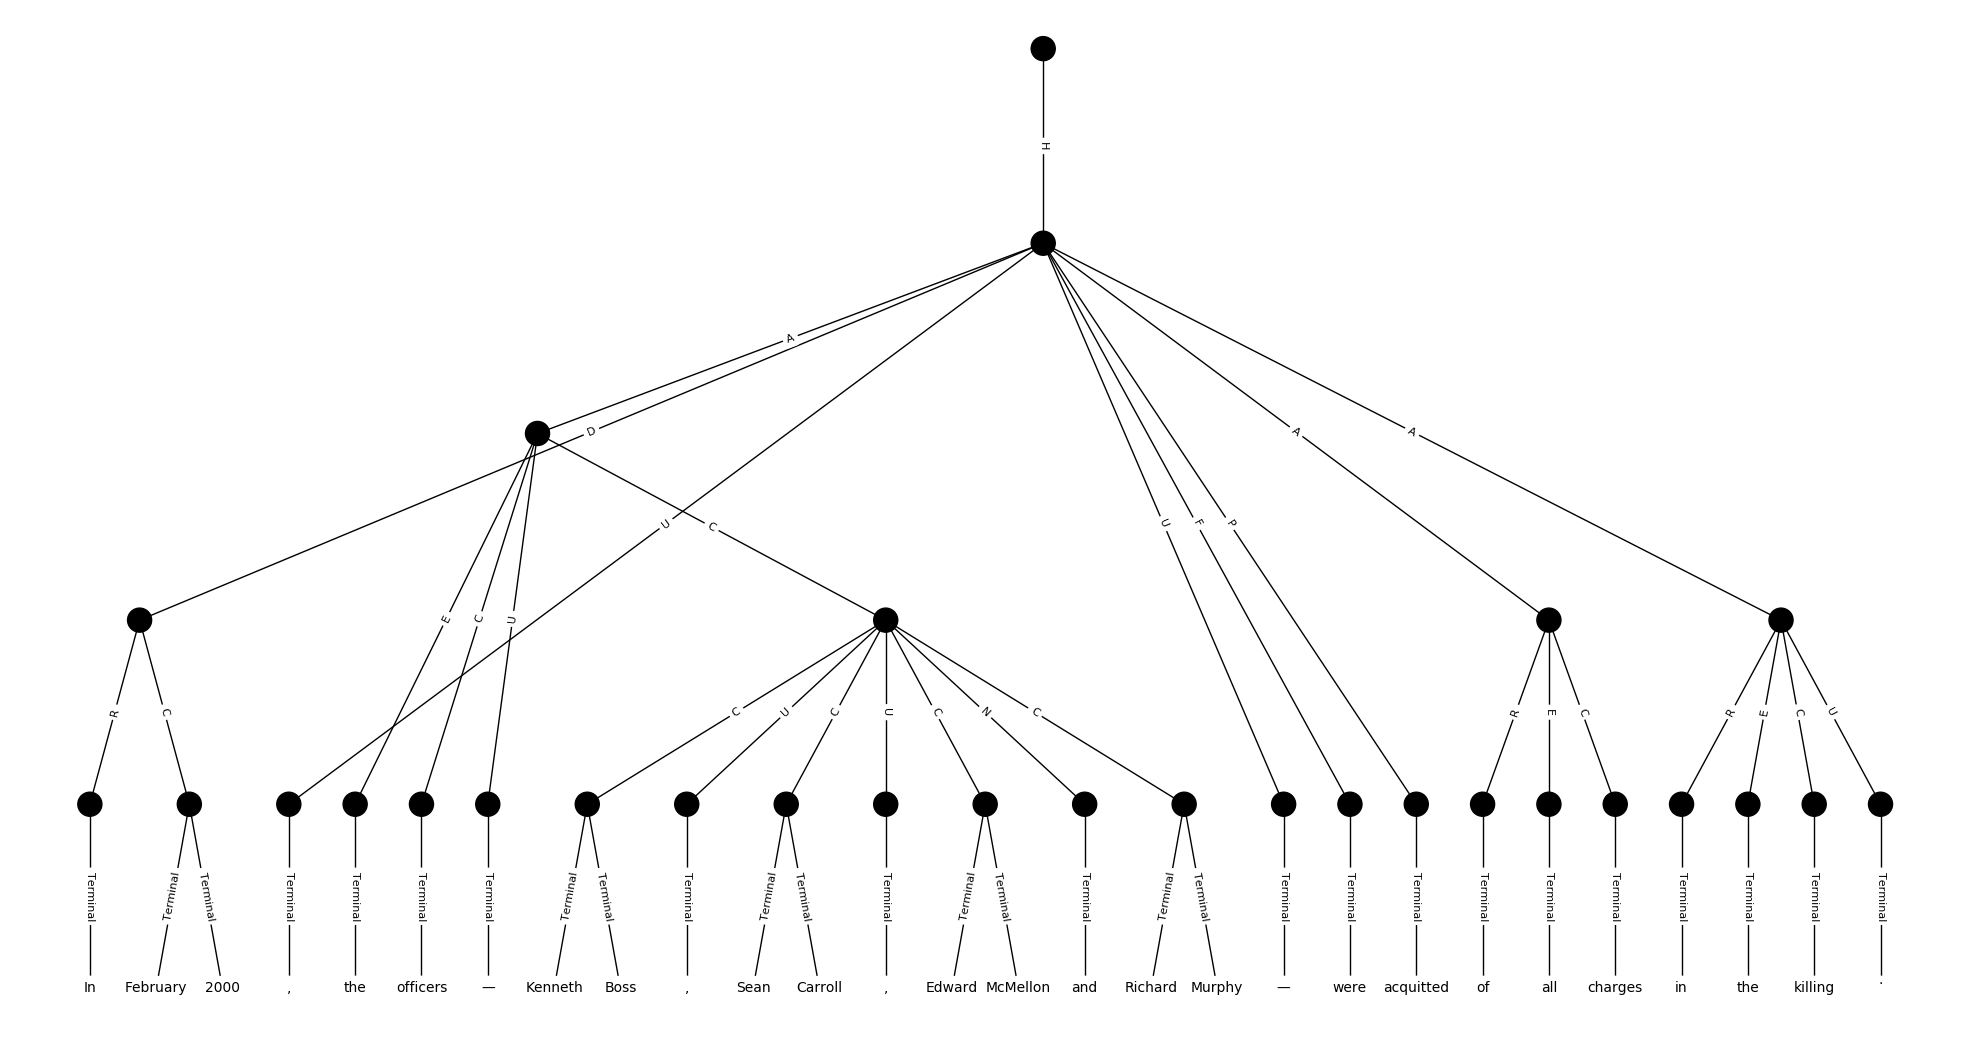 H
A
D
A
A
U
C
U
F
P
E
C
U
R
C
C
U
C
U
C
N
C
R
E
C
R
E
C
U
Terminal Terminal Terminal Terminal Terminal Terminal Terminal Terminal Terminal Terminal Terminal Terminal Terminal Terminal Terminal Terminal Terminal Terminal Terminal Terminal Terminal Terminal Terminal Terminal Terminal Terminal Terminal
In February 2000 , the officers — Kenneth Boss , Sean Carroll , Edward McMellon and Richard Murphy — were acquitted of all charges in the killing .